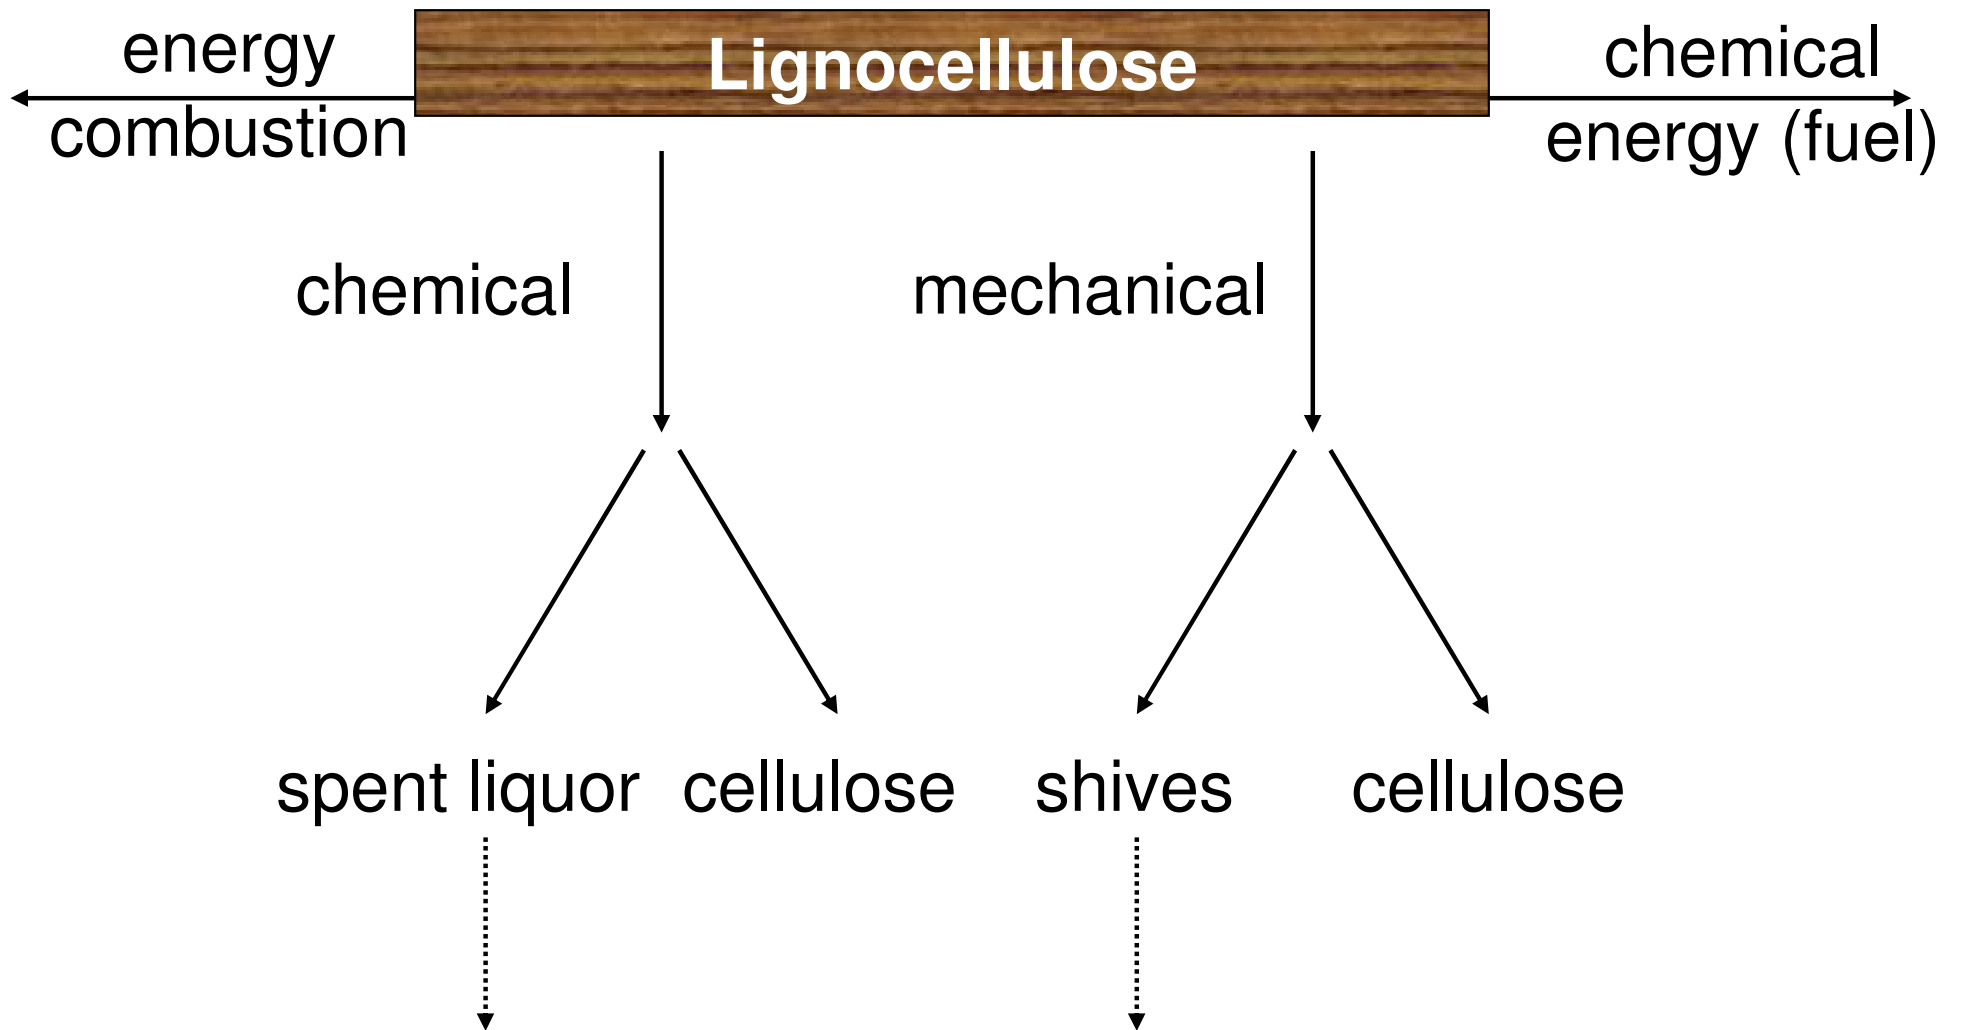 energy
combustion
Lignocellulose
chemical
energy (fuel)
chemical
mechanical
spent liquor
cellulose
shives
cellulose